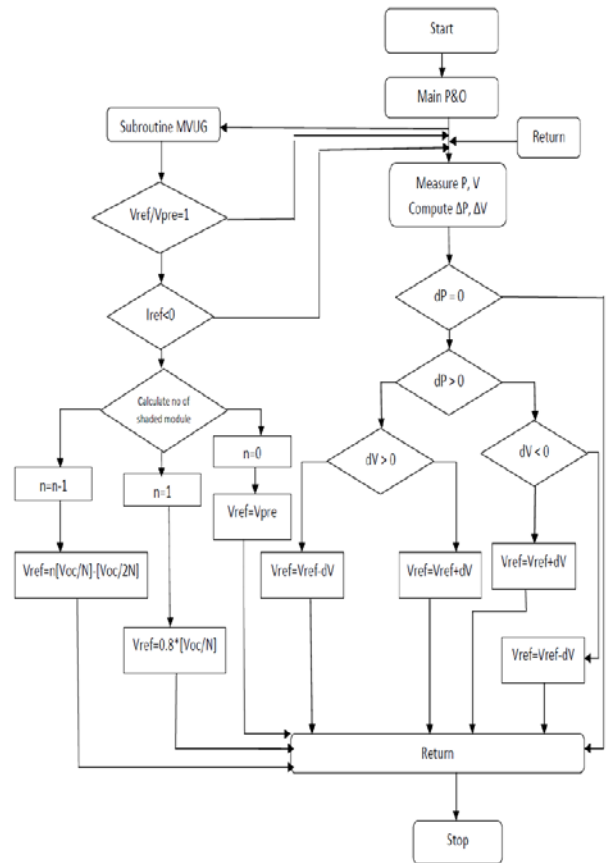 Start
Main P&O
Subroutine MVUG
Return
Measure P, V
Compute ΔP, ΔV
Vref/Vpre=1
dP = 0
Iref<0
dP > 0
Calculate no of
shaded module
n=0
dV > 0
dV < 0
n=n-1
n=1
Vref=Vpre
Vref=n[Voc/N]-[Voc/2N]
Vref=Vref-dV
Vref=Vref+dV
Vref=Vref+dV
Vref=0.8*[Voc/N]
Vref=Vref-dV
Return
Stop